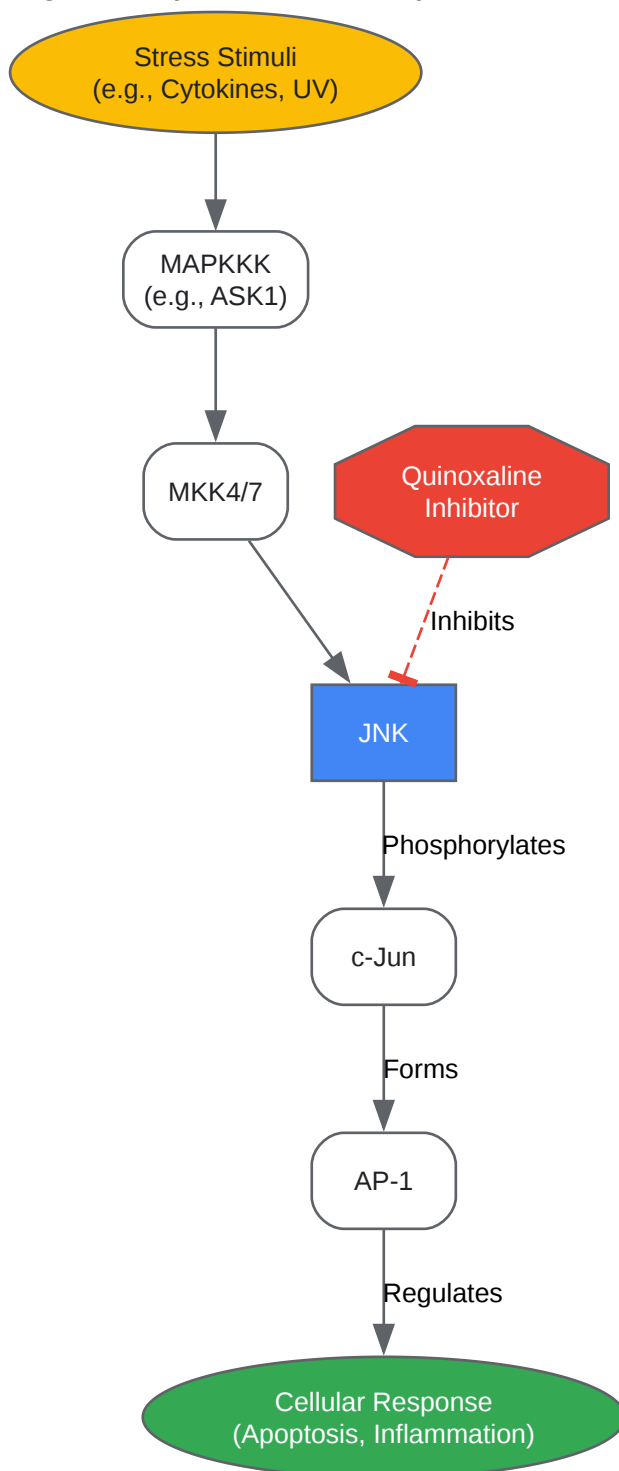 Stress Stimuli
(e.g., Cytokines, UV)
MAPKKK
(e.g., ASK1)
MKK4/7
Quinoxaline
Inhibitor
Inhibits
JNK
Phosphorylates
c-Jun
Forms
AP-1
Regulates
Cellular Response
(Apoptosis, Inflammation)